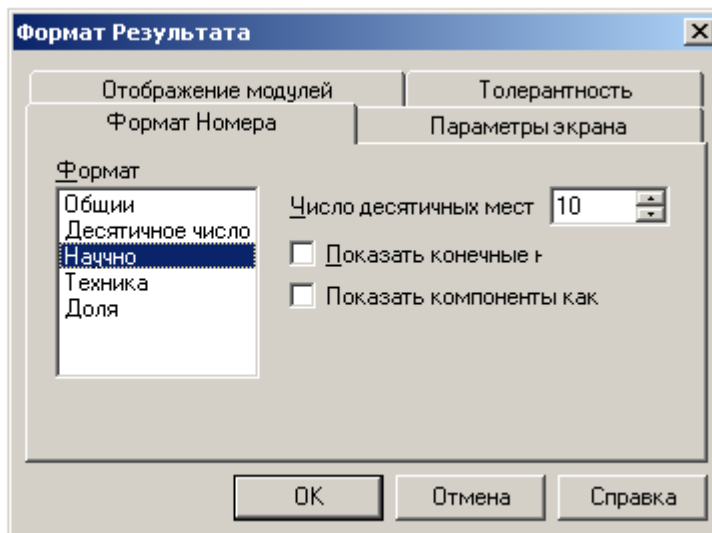 Формат Результата
Отображение модулей
Толерантность
Формат Номера
Параметры экрана
Формат
Общии
Десятичное число
Научно
Техника
Доля
Число десятичных мест 10
Показать конечные н
Показать компоненты как
OK
Отмена
Справка